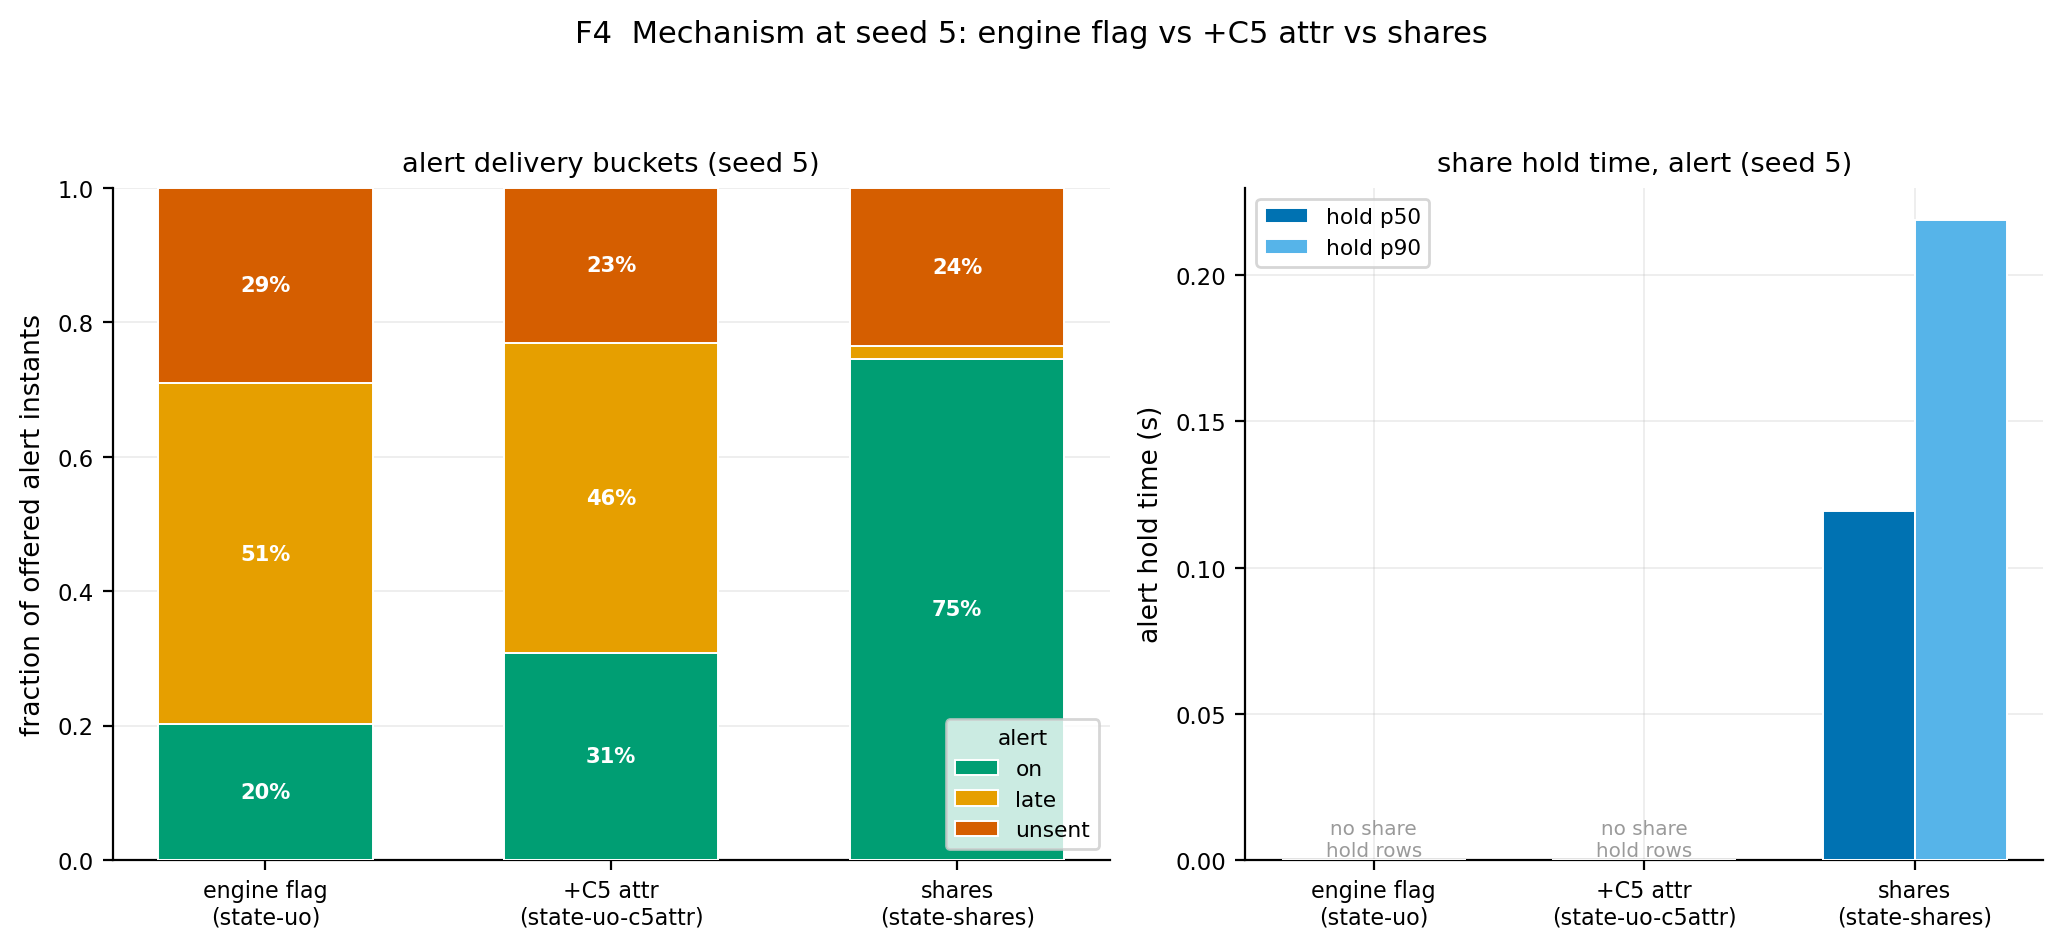 F4  Mechanism at seed 5: engine flag vs +C5 attr vs shares
alert delivery buckets (seed 5)
fraction of offered alert instants
1.0
0.8
0.6
0.4
0.2
0.0
29%
51%
20%
23%
46%
31%
24%
75%
alert
on
late
unsent
engine flag
(state-uo)
+C5 attr
(state-uo-c5attr)
shares
(state-shares)
share hold time, alert (seed 5)
alert hold time (s)
hold p50
hold p90
0.20
0.15
0.10
0.05
0.00
no share
hold rows
no share
hold rows
engine flag
(state-uo)
+C5 attr
(state-uo-c5attr)
shares
(state-shares)